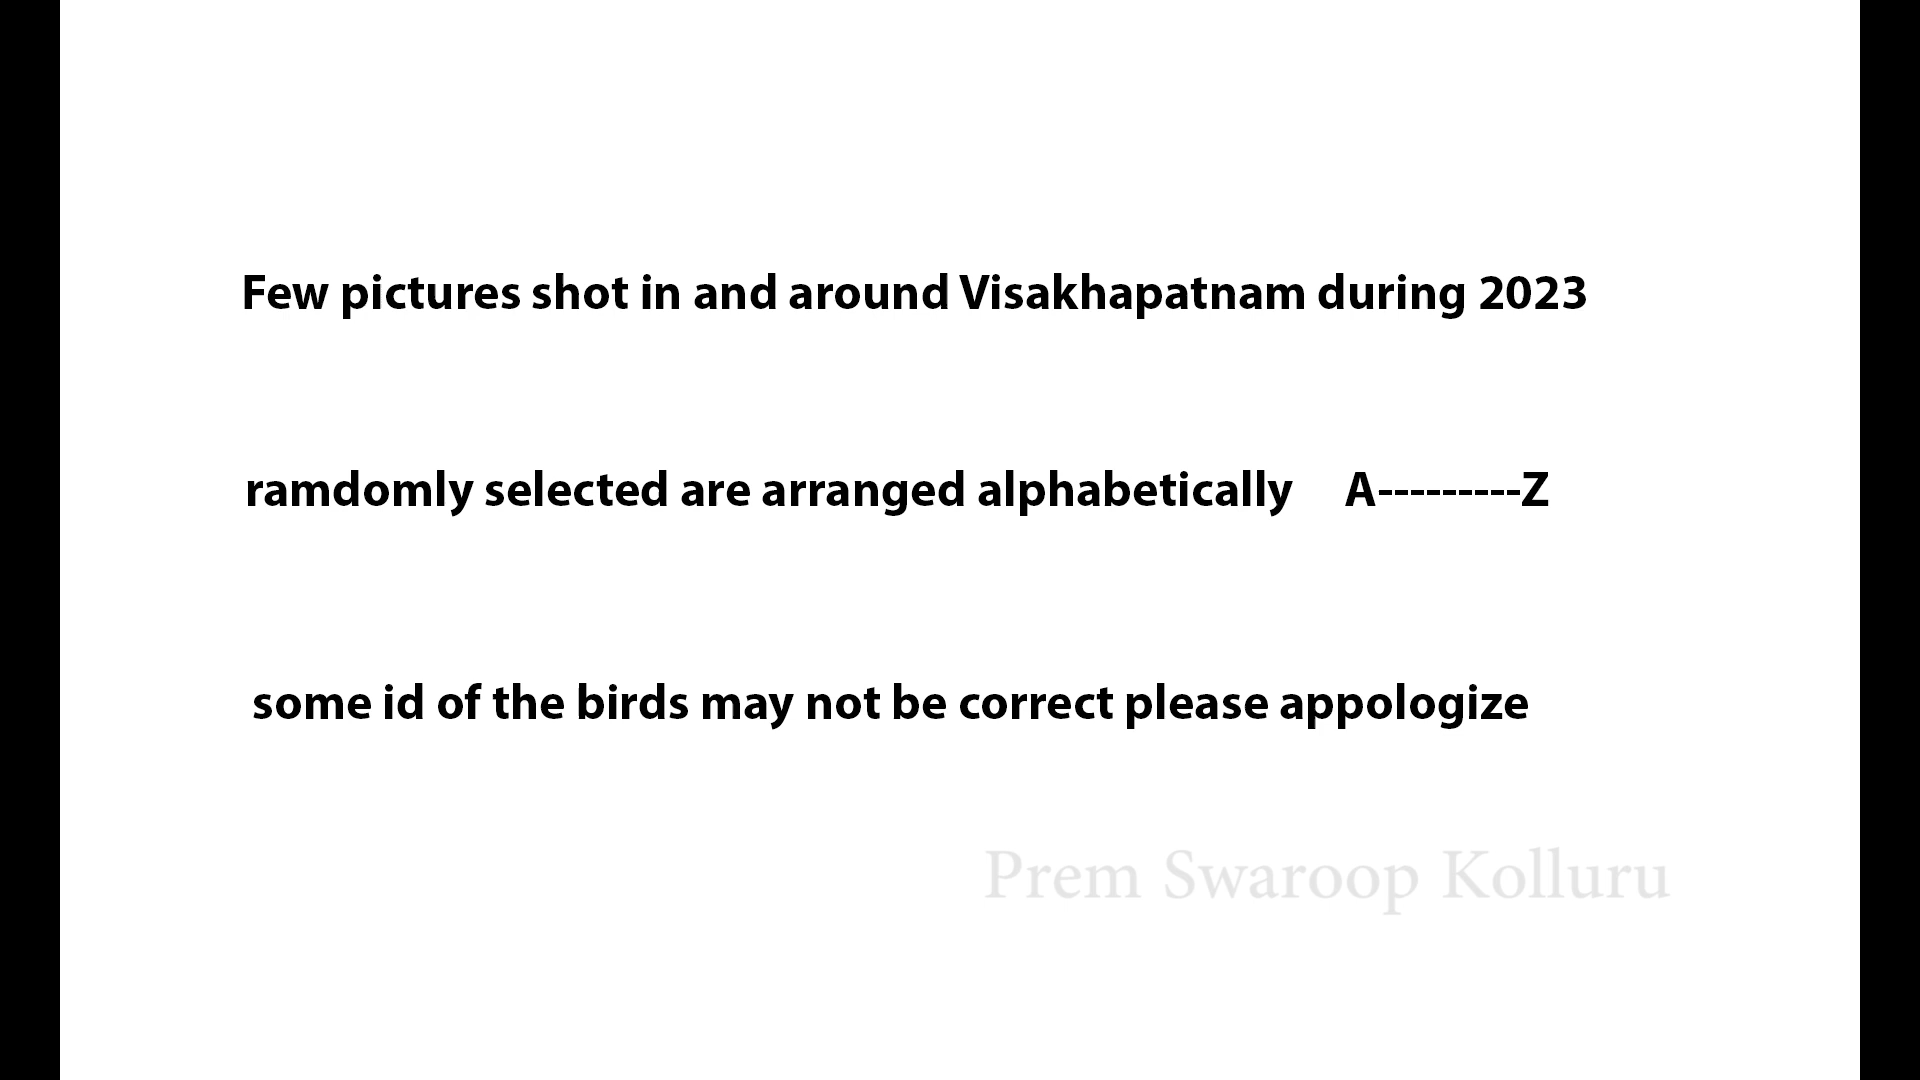 Few pictures shot in and around Visakhapatnam during 2023
ramdomly selected are arranged alphabetically A---------Z
some id of the birds may not be correct please appologize
Prem Swaroop Kolluru